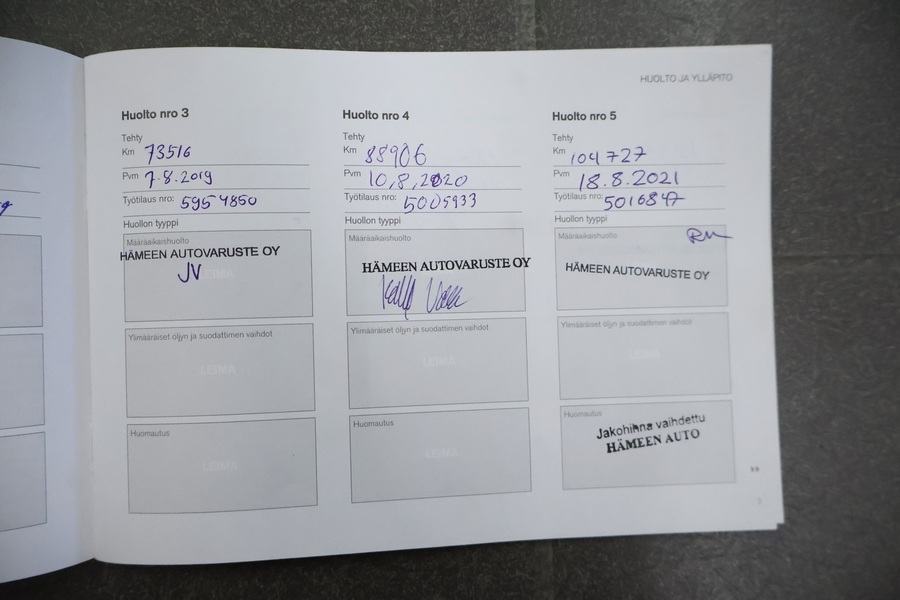 HUOLTO JA YLLÄPITO
Huolto nro 3
Tehty
Km 73516
Pvm 7.8.2019
Työtilaus nro: 5954850
Huollon tyyppi
Määräaikaishuolto
HÄMEEN AUTOVARUSTE OY
JV
Ylimääräiset öljyn ja suodattimen vaihdot
LEIMA
Huomautus
LEIMA
Huolto nro 4
Tehty
Km 88906
Pvm 10.8.2020
Työtilaus nro: 5005933
Huollon tyyppi
Määräaikaishuolto
HÄMEEN AUTOVARUSTE OY
Ylimääräiset öljyn ja suodattimen vaihdot
LEIMA
Huomautus
LEIMA
Huolto nro 5
Tehty
Km 104727
Pvm 18.8.2021
Työtilaus nro: 5016847
Huollon tyyppi
Määräaikaishuolto
HÄMEEN AUTOVARUSTE OY
Ylimääräiset öljyn ja suodattimen vaihdot
LEIMA
Huomautus
Jakohihna vaihdettu
HÄMEEN AUTO